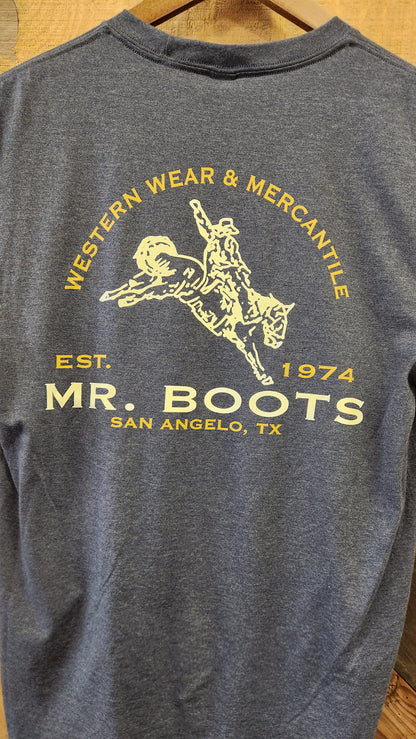 WESTERN WEAR & MERCANTILE
EST. 1974
MR. BOOTS
SAN ANGELO, TX